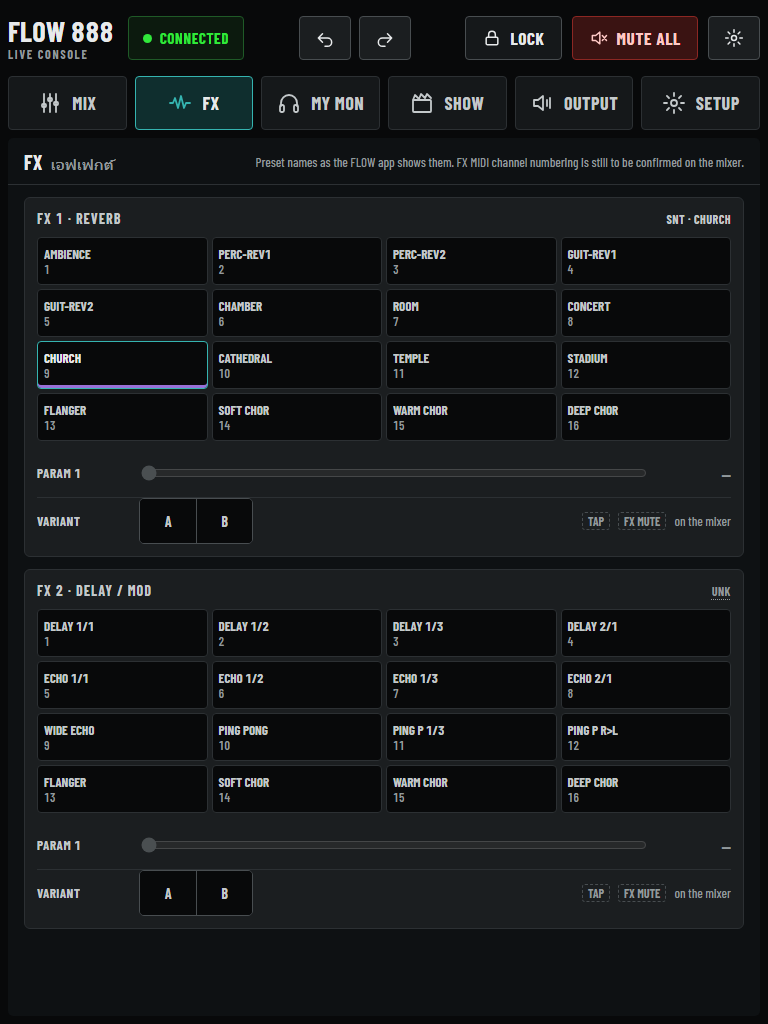 FLOW 888
LIVE CONSOLE
CONNECTED
LOCK
MUTE ALL
MIX
FX
MY MON
SHOW
OUTPUT
SETUP
FX เอฟเฟกต์
Preset names as the FLOW app shows them. FX MIDI channel numbering is still to be confirmed on the mixer.
FX 1 · REVERB
SNT · CHURCH
AMBIENCE
1
PERC-REV1
2
PERC-REV2
3
GUIT-REV1
4
GUIT-REV2
5
CHAMBER
6
ROOM
7
CONCERT
8
CHURCH
9
CATHEDRAL
10
TEMPLE
11
STADIUM
12
FLANGER
13
SOFT CHOR
14
WARM CHOR
15
DEEP CHOR
16
PARAM 1 –
VARIANT A B TAP FX MUTE on the mixer
FX 2 · DELAY / MOD
UNK
DELAY 1/1
1
DELAY 1/2
2
DELAY 1/3
3
DELAY 2/1
4
ECHO 1/1
5
ECHO 1/2
6
ECHO 1/3
7
ECHO 2/1
8
WIDE ECHO
9
PING PONG
10
PING P 1/3
11
PING P R>L
12
FLANGER
13
SOFT CHOR
14
WARM CHOR
15
DEEP CHOR
16
PARAM 1 –
VARIANT A B TAP FX MUTE on the mixer